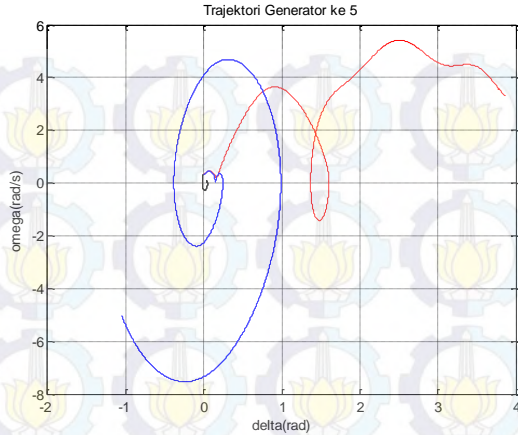 Trajektori Generator ke 5
6
4
2
0
-2
-4
-6
-8
omega(rad/s)
-2 -1 0 1 2 3 4
delta(rad)